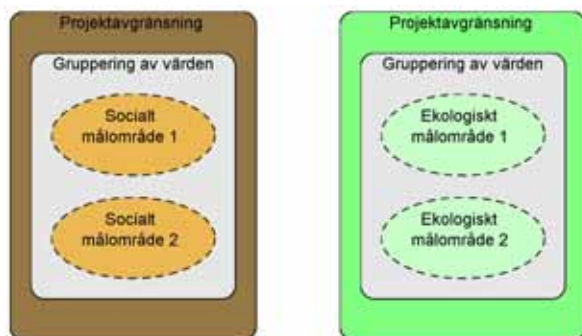 Projektavgränsning
Gruppering av värden
Socialt
målområde 1
Socialt
målområde 2
Projektavgränsning
Gruppering av värden
Ekologiskt
målområde 1
Ekologiskt
målområde 2